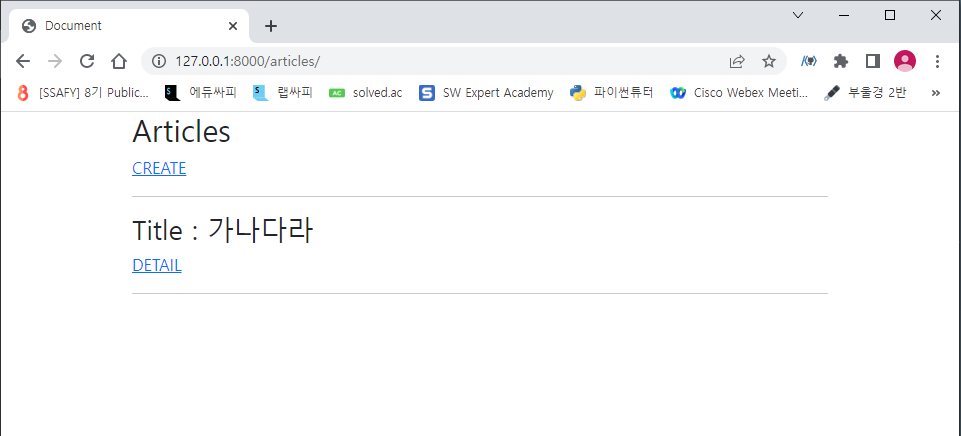 Document
127.0.0.1:8000/articles/
[SSAFY] 8기 Public... 에듀싸피 랩싸피 solved.ac SW Expert Academy 파이썬튜터 Cisco Webex Meeti... 부울경 2반 »
Articles
CREATE
Title : 가나다라
DETAIL